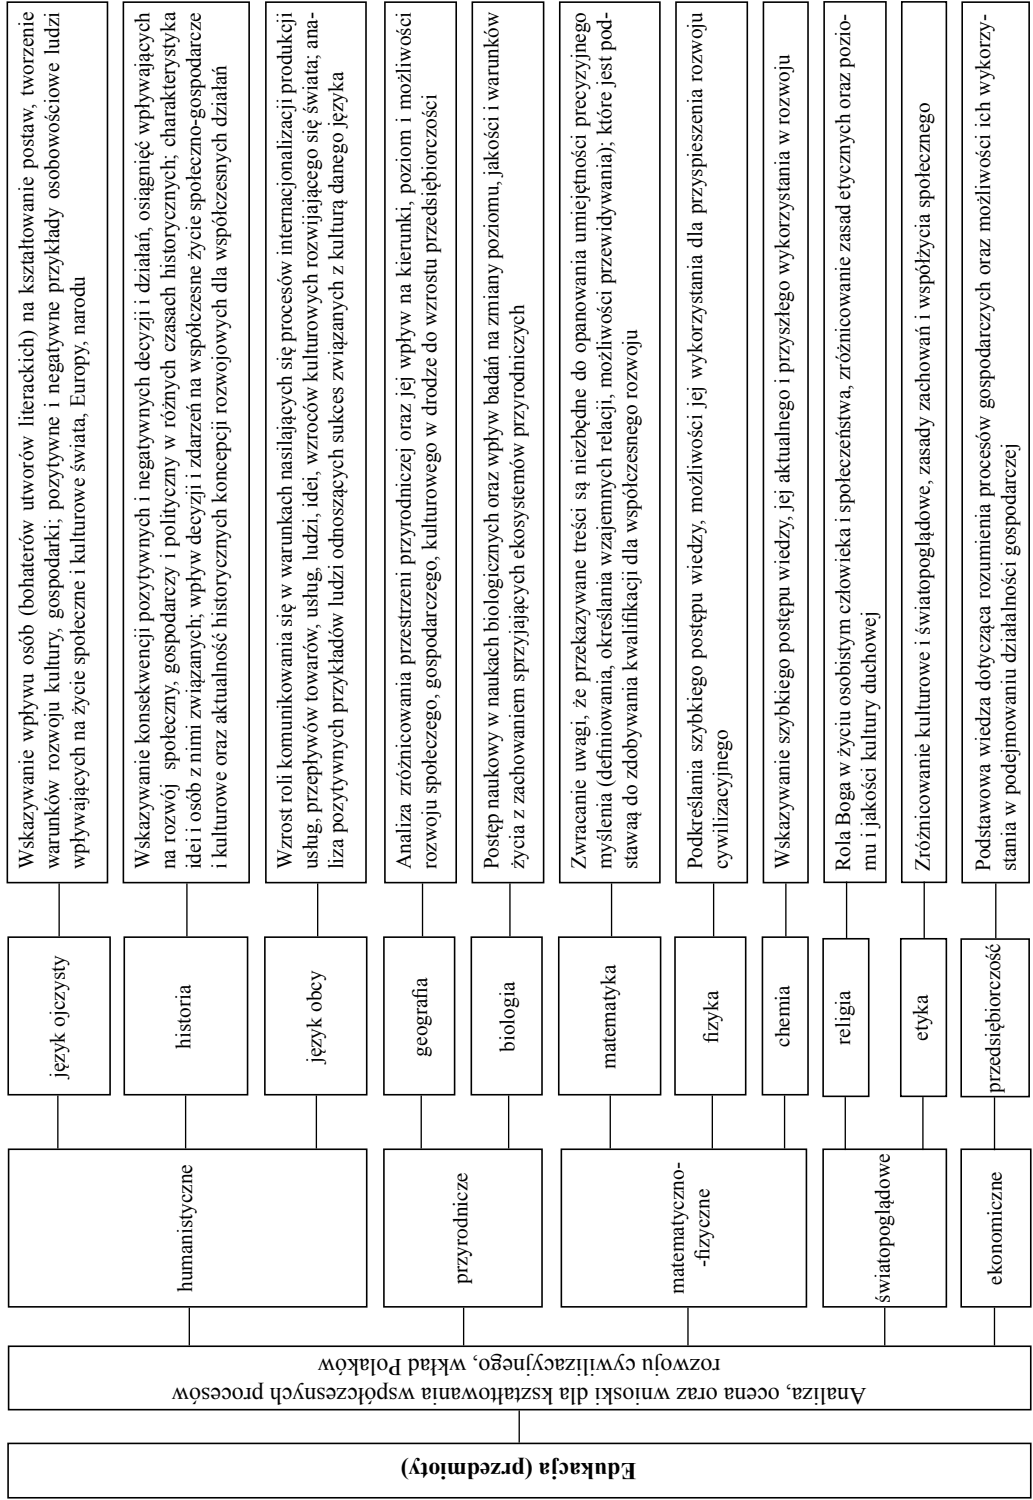 Edukacja (przedmioty)
Analiza, ocena oraz wnioski dla kształtowania współczesnych procesów
rozwoju cywilizacyjnego, wkład Polaków
humanistyczne
język ojczysty
Wskazywanie wpływu osób (bohaterów utworów literackich) na kształtowanie postaw, tworzenie
warunków rozwoju kultury, gospodarki; pozytywne i negatywne przykłady osobowościowe ludzi
wpływających na życie społeczne i kulturowe świata, Europy, narodu
historia
Wskazywanie konsekwencji pozytywnych i negatywnych decyzji i działań, osiągnięć wpływających
na rozwój społeczny, gospodarczy i polityczny w różnych czasach historycznych; charakterystyka
idei i osób z nimi związanych; wpływ decyzji i zdarzeń na współczesne życie społeczno-gospodarcze
i kulturowe oraz aktualność historycznych koncepcji rozwojowych dla współczesnych działań
język obcy
Wzrost roli komunikowania się w warunkach nasilających się procesów internacjonalizacji produkcji
usług, przepływów towarów, usług, ludzi, idei, wzroców kulturowych rozwijającego się świata; ana-
liza pozytywnych przykładów ludzi odnoszących sukces związanych z kulturą danego języka
przyrodnicze
geografia
Analiza zróżnicowania przestrzeni przyrodniczej oraz jej wpływ na kierunki, poziom i możliwości
rozwoju społecznego, gospodarczego, kulturowego w drodze do wzrostu przedsiębiorczości
biologia
Postęp naukowy w naukach biologicznych oraz wpływ badań na zmiany poziomu, jakości i warunków
życia z zachowaniem sprzyjających ekosystemów przyrodniczych
matematyczno-
-fizyczne
matematyka
Zwracanie uwagi, że przekazywane treści są niezbędne do opanowania umiejętności precyzyjnego
myślenia (definiowania, określania wzajemnych relacji, możliwości przewidywania); które jest pod-
stawaą do zdobywania kwalifikacji dla współczesnego rozwoju
fizyka
Podkreślania szybkiego postępu wiedzy, możliwości jej wykorzystania dla przyspieszenia rozwoju
cywilizacyjnego
chemia
Wskazywanie szybkiego postępu wiedzy, jej aktualnego i przyszłego wykorzystania w rozwoju
światopoglądowe
religia
Rola Boga w życiu osobistym człowieka i społeczeństwa, zróżnicowanie zasad etycznych oraz pozio-
mu i jakości kultury duchowej
etyka
Zróżnicowanie kulturowe i światopoglądowe, zasady zachowań i współżycia społecznego
ekonomiczne
przedsiębiorczość
Podstawowa wiedza dotycząca rozumienia procesów gospodarczych oraz możliwości ich wykorzy-
stania w podejmowaniu działalności gospodarczej